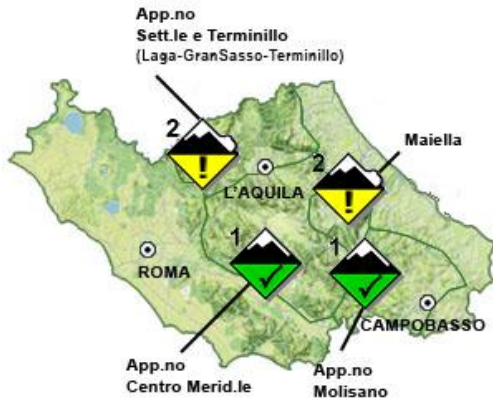 App.no
Sett.le e Terminillo
(Laga-GranSasso-Terminillo)
2
!
Maiella
2
!
L'AQUILA
1
1
ROMA
CAMPOBASSO
App.no
Centro Merid.le
App.no
Molisano